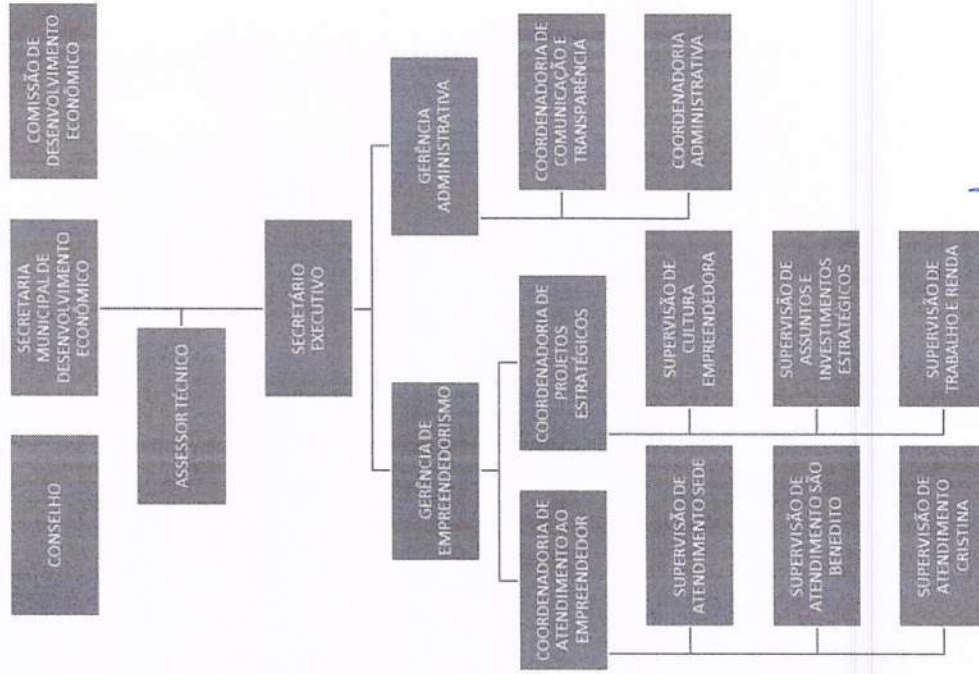 CONSELHO
SECRETARIA
MUNICIPAL DE
DESENVOLVIMENTO
ECONÔMICO
COMISSÃO DE
DESENVOLVIMENTO
ECONÔMICO
ASSESSOR TÉCNICO
SECRETÁRIO
EXECUTIVO
GERÊNCIA DE
EMPREENDEDORISMO
GERÊNCIA
ADMINISTRATIVA
COORDENADORIA DE
ATENDIMENTO AO
EMPREENDEDOR
COORDENADORIA DE
PROJETOS
ESTRATÉGICOS
COORDENADORIA DE
COMUNICAÇÃO E
TRANSPARÊNCIA
SUPERVISÃO DE
ATENDIMENTO SEDE
SUPERVISÃO DE
CULTURA
EMPREENDEDORA
COORDENADORIA
ADMINISTRATIVA
SUPERVISÃO DE
ATENDIMENTO SÃO
BENEDITO
SUPERVISÃO DE
ASSUNTOS E
INVESTIMENTOS
ESTRATÉGICOS
SUPERVISÃO DE
ATENDIMENTO
CRISTINA
SUPERVISÃO DE
TRABALHO E RENDA